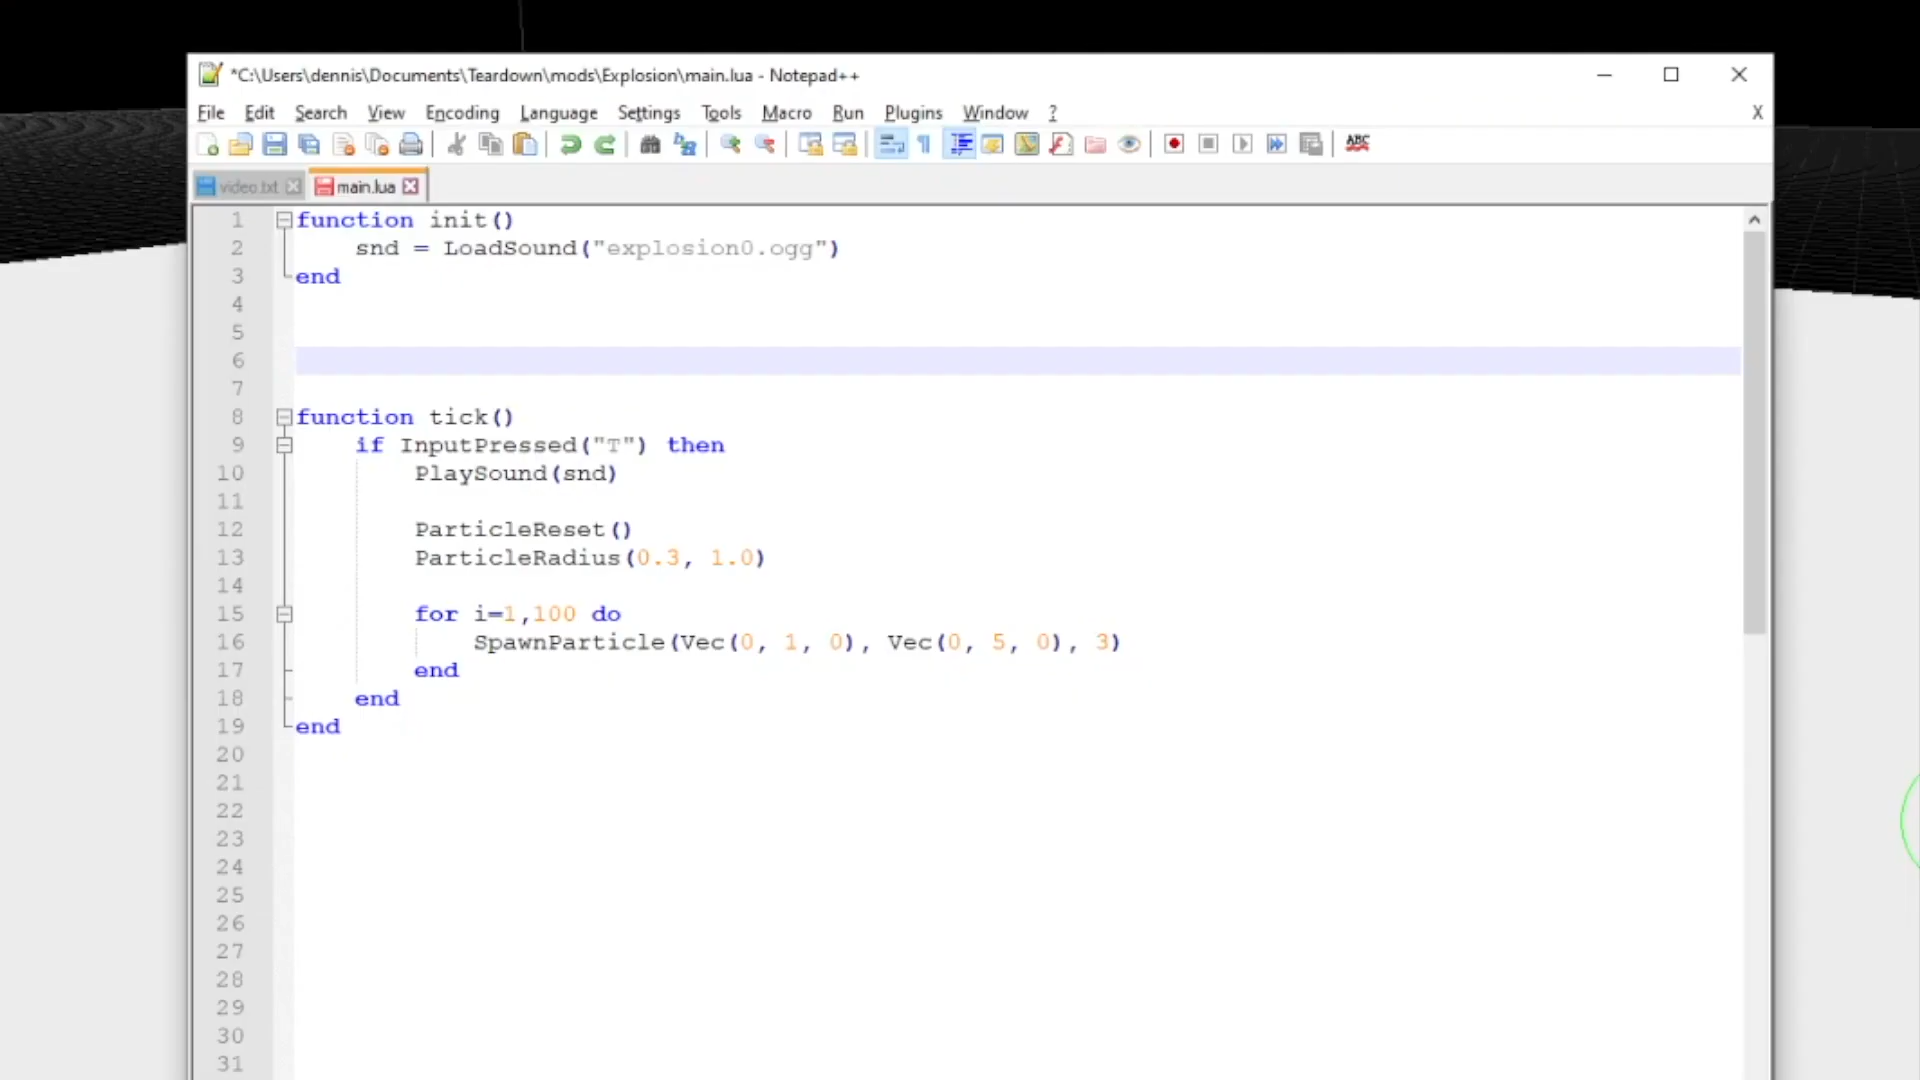 *C:\Users\dennis\Documents\Teardown\mods\Explosion\main.lua - Notepad++
File Edit Search View Encoding Language Settings Tools Macro Run Plugins Window ? X
ABC
video.txt main.lua
1 function init()
2 snd = LoadSound("explosion0.ogg")
3 end
4
5
6
7
8 function tick()
9 if InputPressed("T") then
10 PlaySound(snd)
11
12 ParticleReset()
13 ParticleRadius(0.3, 1.0)
14
15 for i=1,100 do
16 SpawnParticle(Vec(0, 1, 0), Vec(0, 5, 0), 3)
17 end
18 end
19 end
20
21
22
23
24
25
26
27
28
29
30
31